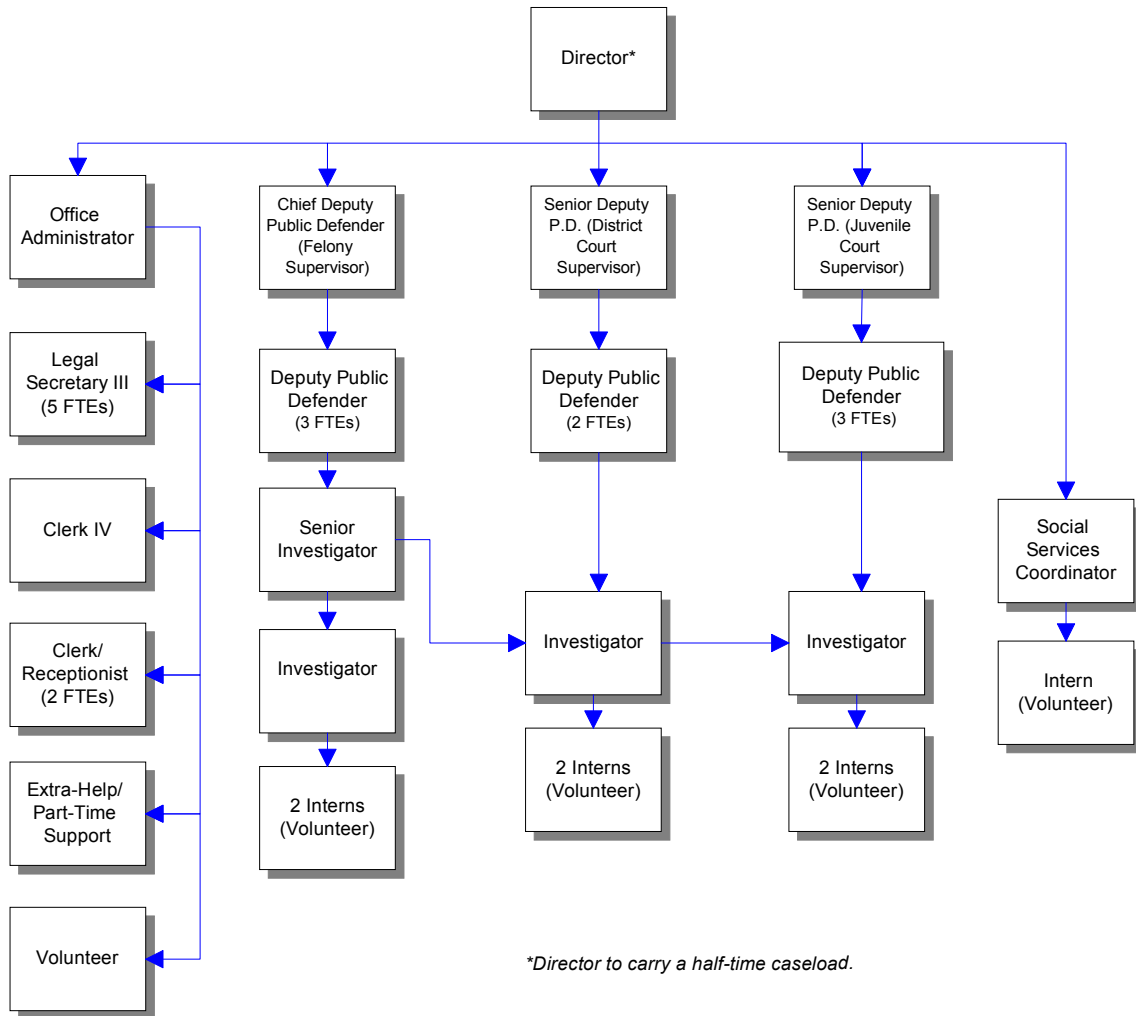 Director*
Office
Administrator
Chief Deputy
Public Defender
(Felony
Supervisor)
Senior Deputy
P.D. (District
Court
Supervisor)
Senior Deputy
P.D. (Juvenile
Court
Supervisor)
Legal
Secretary III
(5 FTEs)
Deputy Public
Defender
(3 FTEs)
Deputy Public
Defender
(2 FTEs)
Deputy Public
Defender
(3 FTEs)
Clerk IV
Senior
Investigator
Social
Services
Coordinator
Clerk/
Receptionist
(2 FTEs)
Investigator
Investigator
Investigator
Intern
(Volunteer)
Extra-Help/
Part-Time
Support
2 Interns
(Volunteer)
2 Interns
(Volunteer)
2 Interns
(Volunteer)
Volunteer
*Director to carry a half-time caseload.